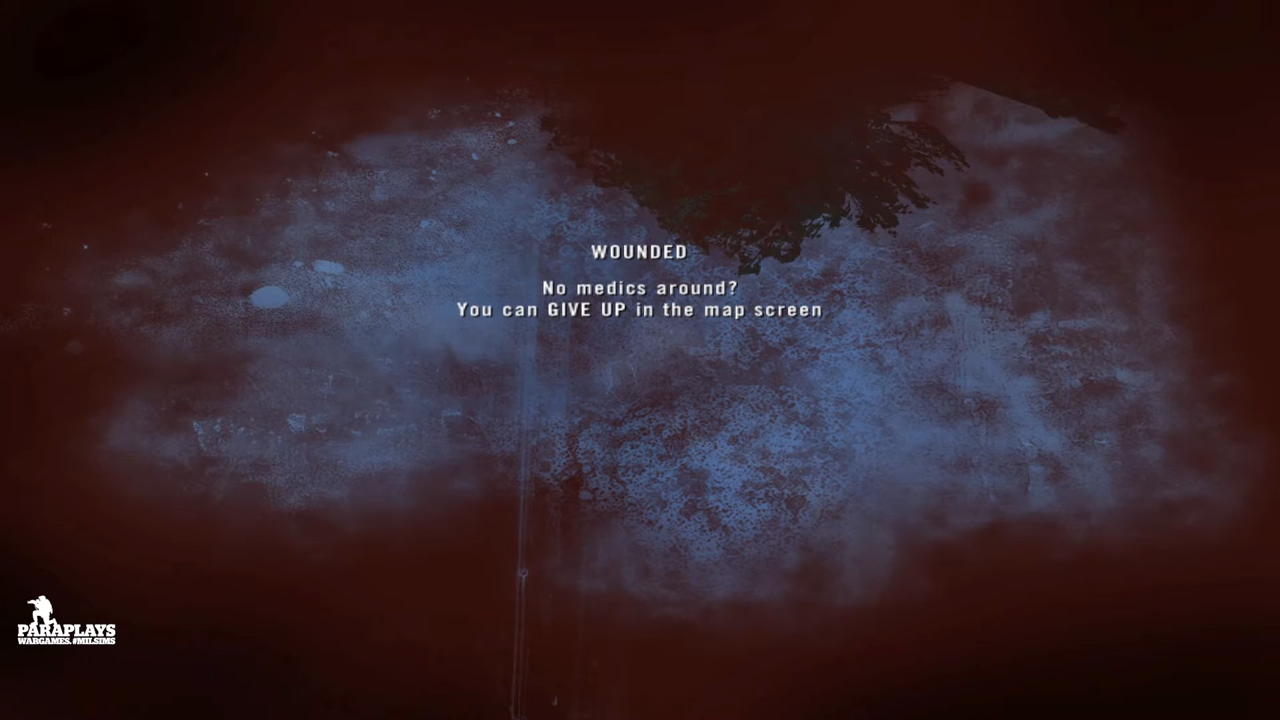 WOUNDED
No medics around?
You can GIVE UP in the map screen
PARAPLAYS
WARGAMES.#MILSIMS